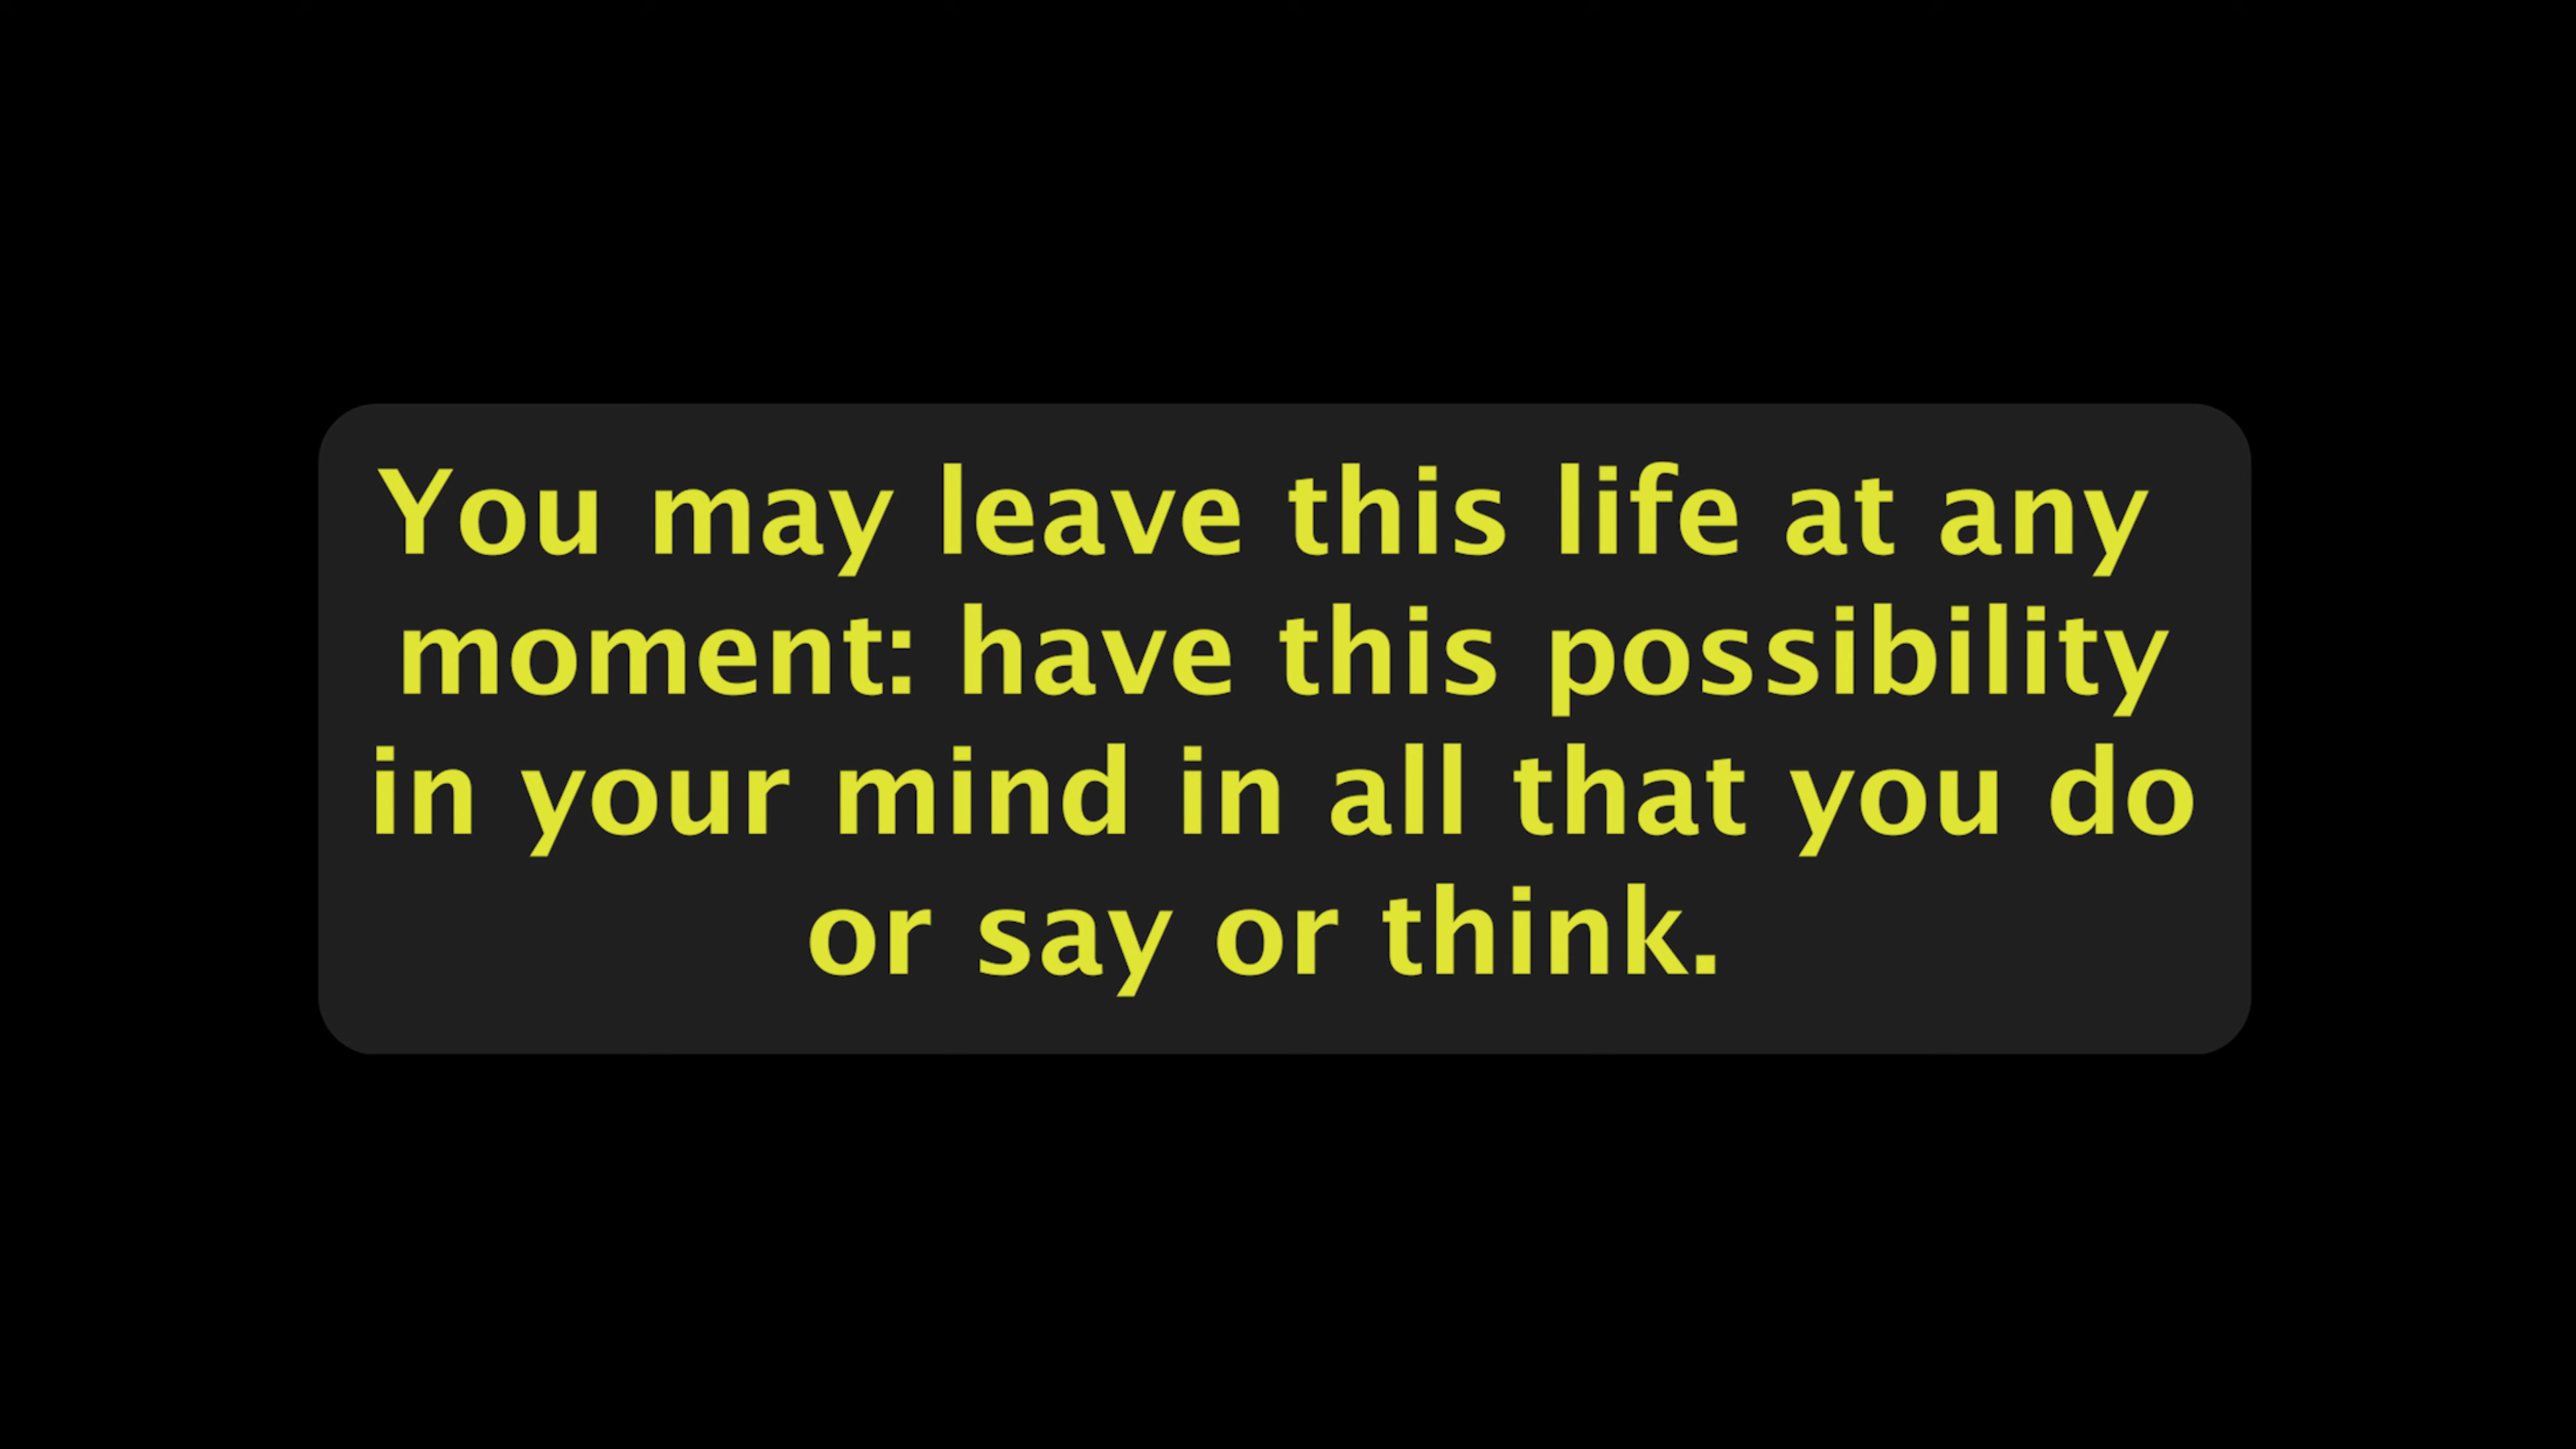 You may leave this life at any
moment: have this possibility
in your mind in all that you do
or say or think.